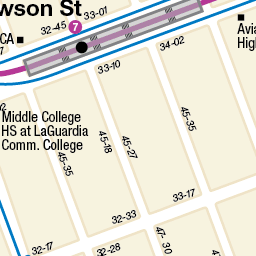 wson St
33-01
32-45
7
CA
34-02
Avia
High
33-10
Middle College
HS at LaGuardia
Comm. College
45-35
45-18
45-27
45-35
33-17
32-33
32-17
32-28
47-
45-30